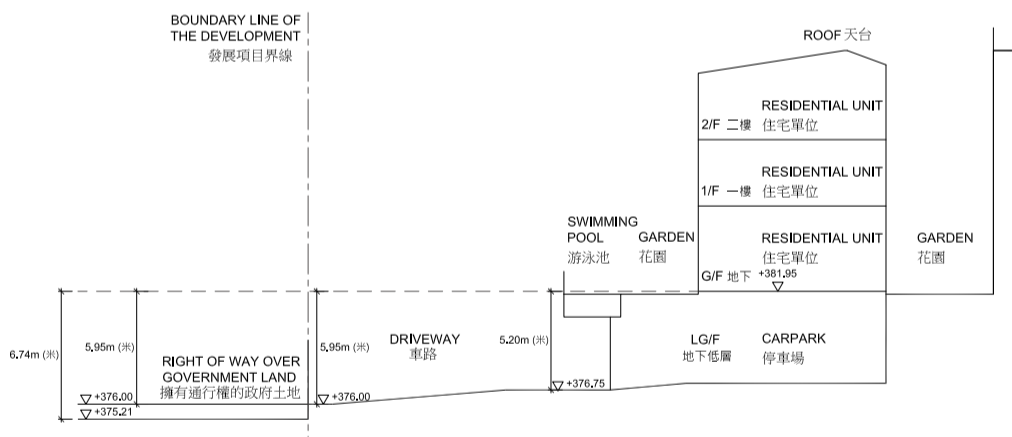 BOUNDARY LINE OF
THE DEVELOPMENT
發展項目界線
ROOF 天台
RESIDENTIAL UNIT
2/F 二樓 住宅單位
RESIDENTIAL UNIT
1/F 一樓 住宅單位
SWIMMING
POOL
游泳池
GARDEN
花園
RESIDENTIAL UNIT
住宅單位
G/F 地下 +381.95
GARDEN
花園
6.74m (米)
5.95m (米)
RIGHT OF WAY OVER
GOVERNMENT LAND
擁有通行權的政府土地
5.95m (米)
DRIVEWAY
車路
5.20m (米)
LG/F
地下低層
CARPARK
停車場
+376.00
+375.21
+376.00
+376.75